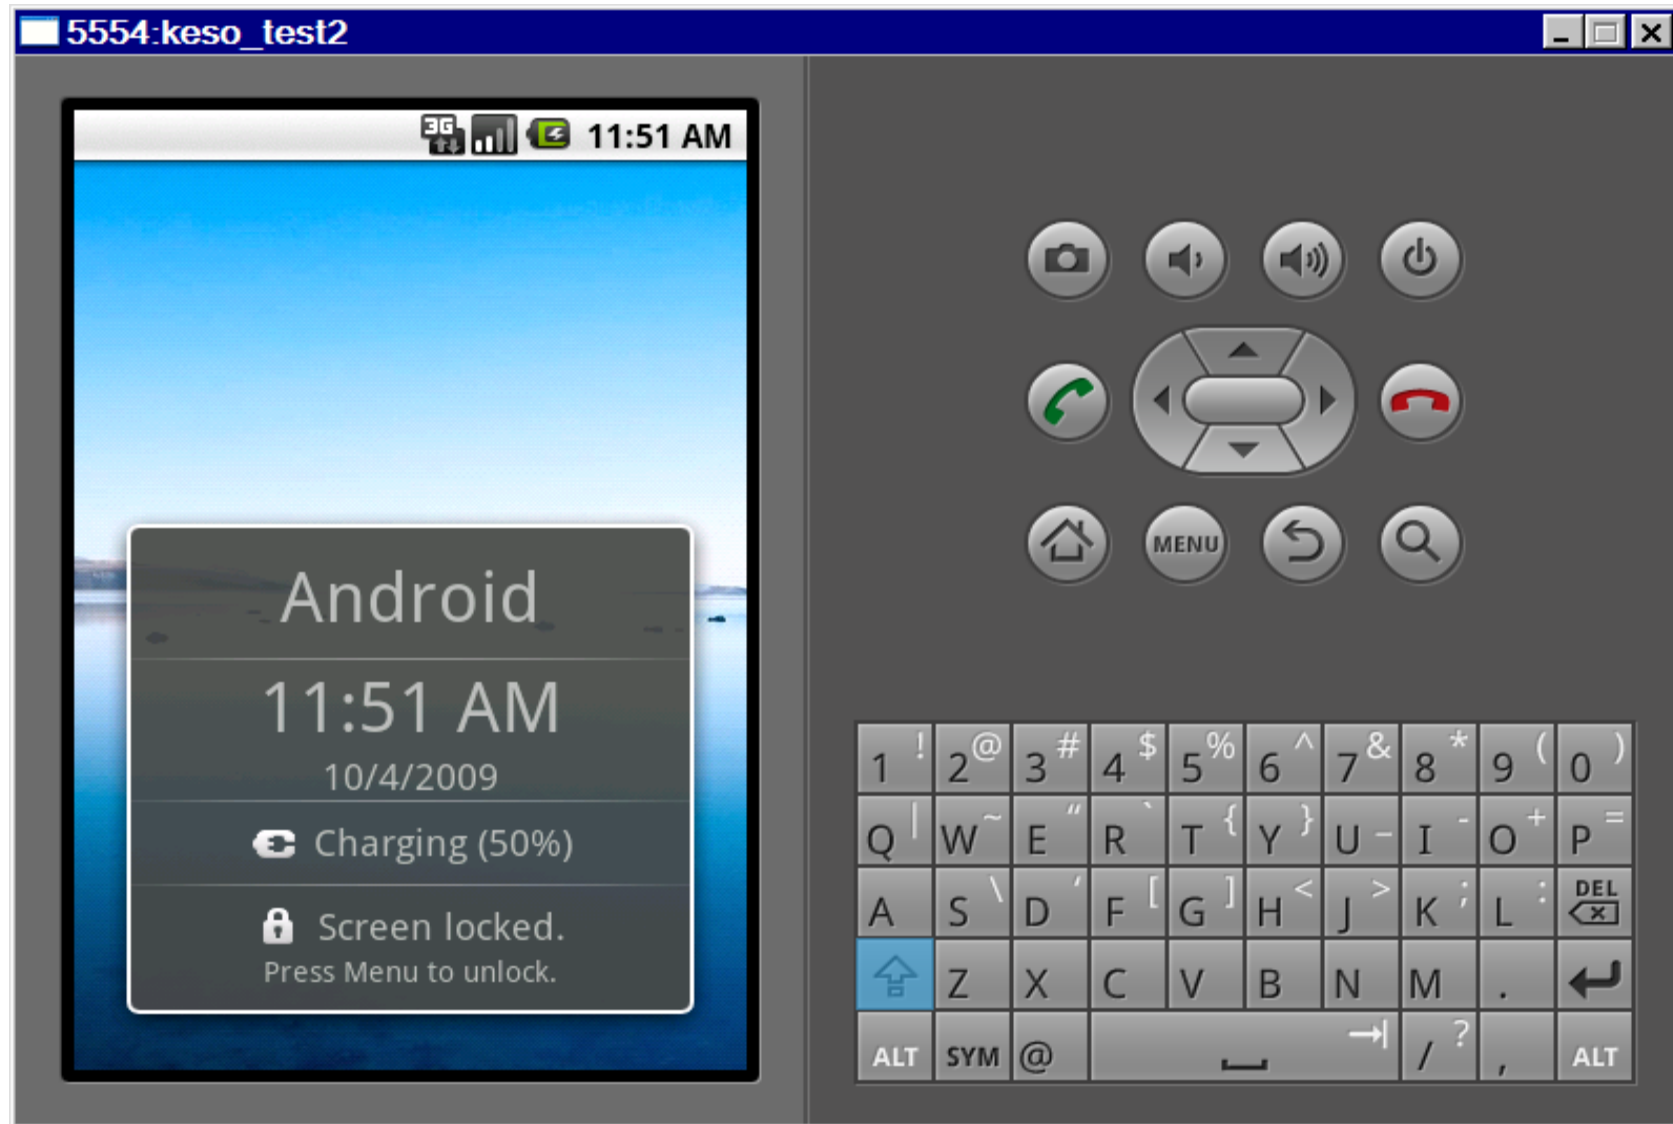 5554:keso_test2
3G 11:51 AM
Android
11:51 AM
10/4/2009
Charging (50%)
Screen locked.
Press Menu to unlock.
MENU
1 ! 2 @ 3 # 4 $ 5 % 6 ^ 7 & 8 * 9 ( 0 )
Q | W ~ E " R ` T { Y } U _ I - O + P =
A S \ D ' F [ G ] H < J > K ; L : DEL
Z X C V B N M .
ALT SYM @ / ? , ALT